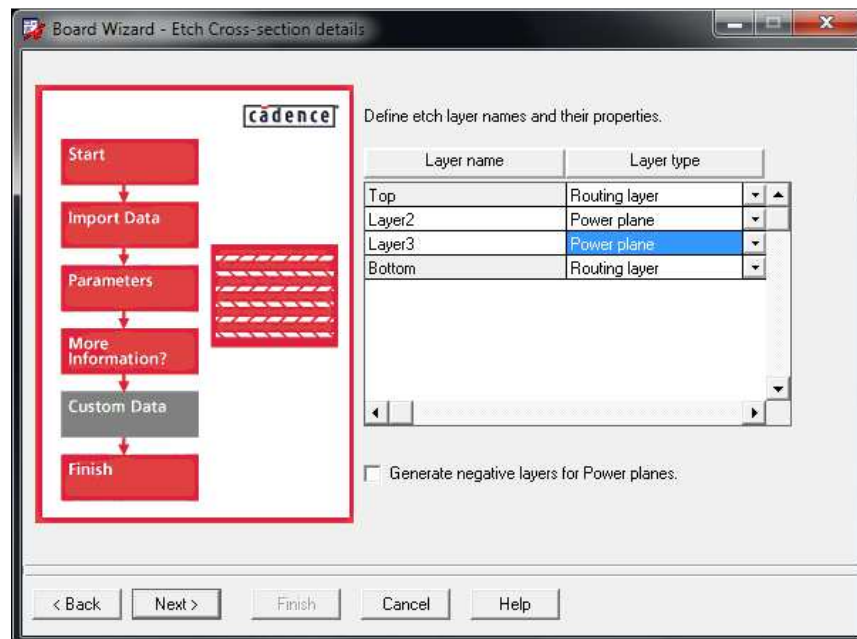 Board Wizard - Etch Cross-section details
cādence
Start
Import Data
Parameters
More
Information?
Custom Data
Finish
Define etch layer names and their properties.
Layer name Layer type
Top Routing layer
Layer2 Power plane
Layer3 Power plane
Bottom Routing layer
Generate negative layers for Power planes.
< Back Next > Finish Cancel Help